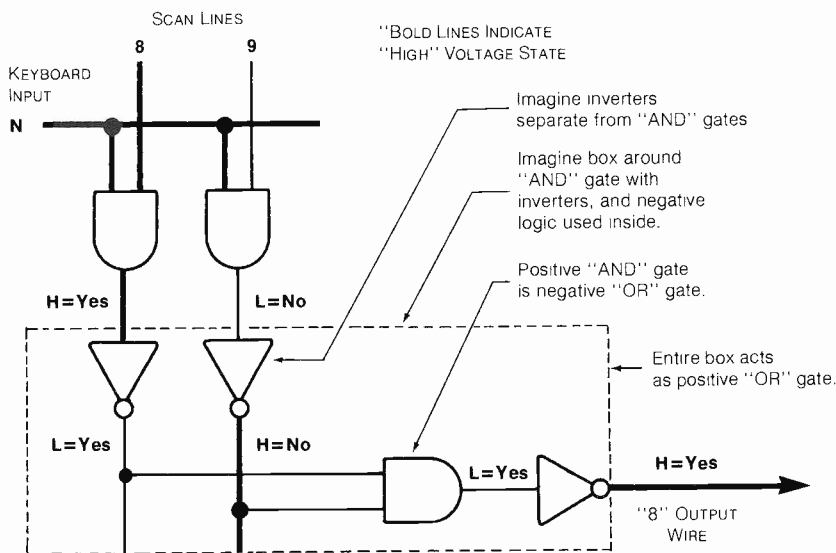 SCAN LINES
8 9
"BOLD LINES INDICATE
"HIGH" VOLTAGE STATE
KEYBOARD
INPUT
N
Imagine inverters
separate from "AND" gates
Imagine box around
"AND" gate with
inverters, and negative
logic used inside.
Positive "AND" gate
is negative "OR" gate.
H=Yes L=No
Entire box acts
as positive "OR" gate.
L=Yes H=No
L=Yes
H=Yes
"8" OUTPUT
WIRE